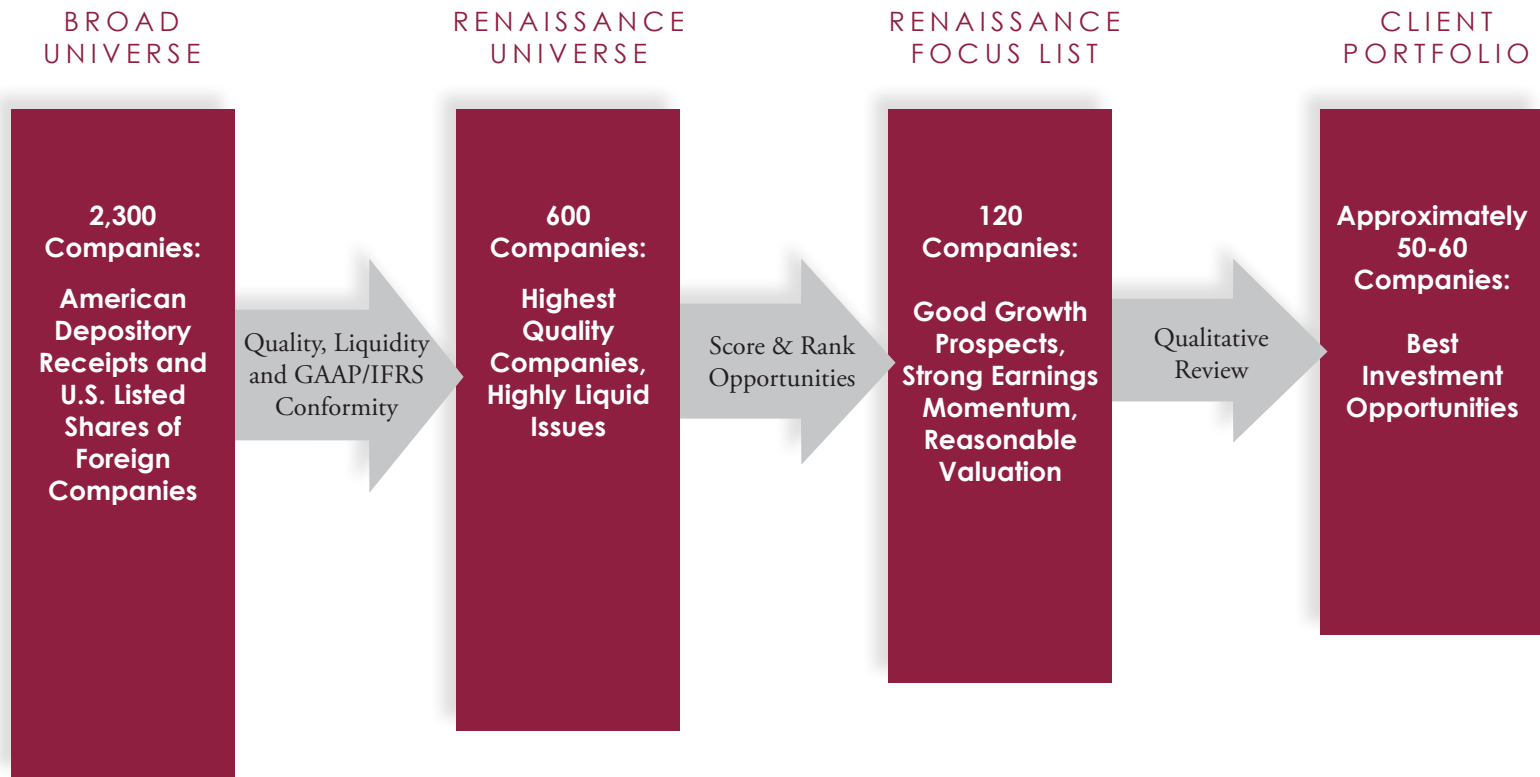 BROAD
UNIVERSE
RENAISSANCE
UNIVERSE
RENAISSANCE
FOCUS LIST
CLIENT
PORTFOLIO
2,300
Companies:
American
Depository
Receipts and
U.S. Listed
Shares of
Foreign
Companies
Quality, Liquidity
and GAAP/IFRS
Conformity
600
Companies:
Highest
Quality
Companies,
Highly Liquid
Issues
Score & Rank
Opportunities
120
Companies:
Good Growth
Prospects,
Strong Earnings
Momentum,
Reasonable
Valuation
Qualitative
Review
Approximately
50-60
Companies:
Best
Investment
Opportunities